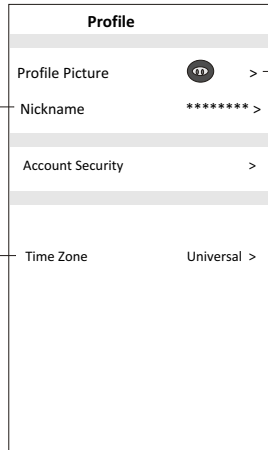 Profile
Profile Picture >
Nickname ******** >
Account Security >
Time Zone Universal >